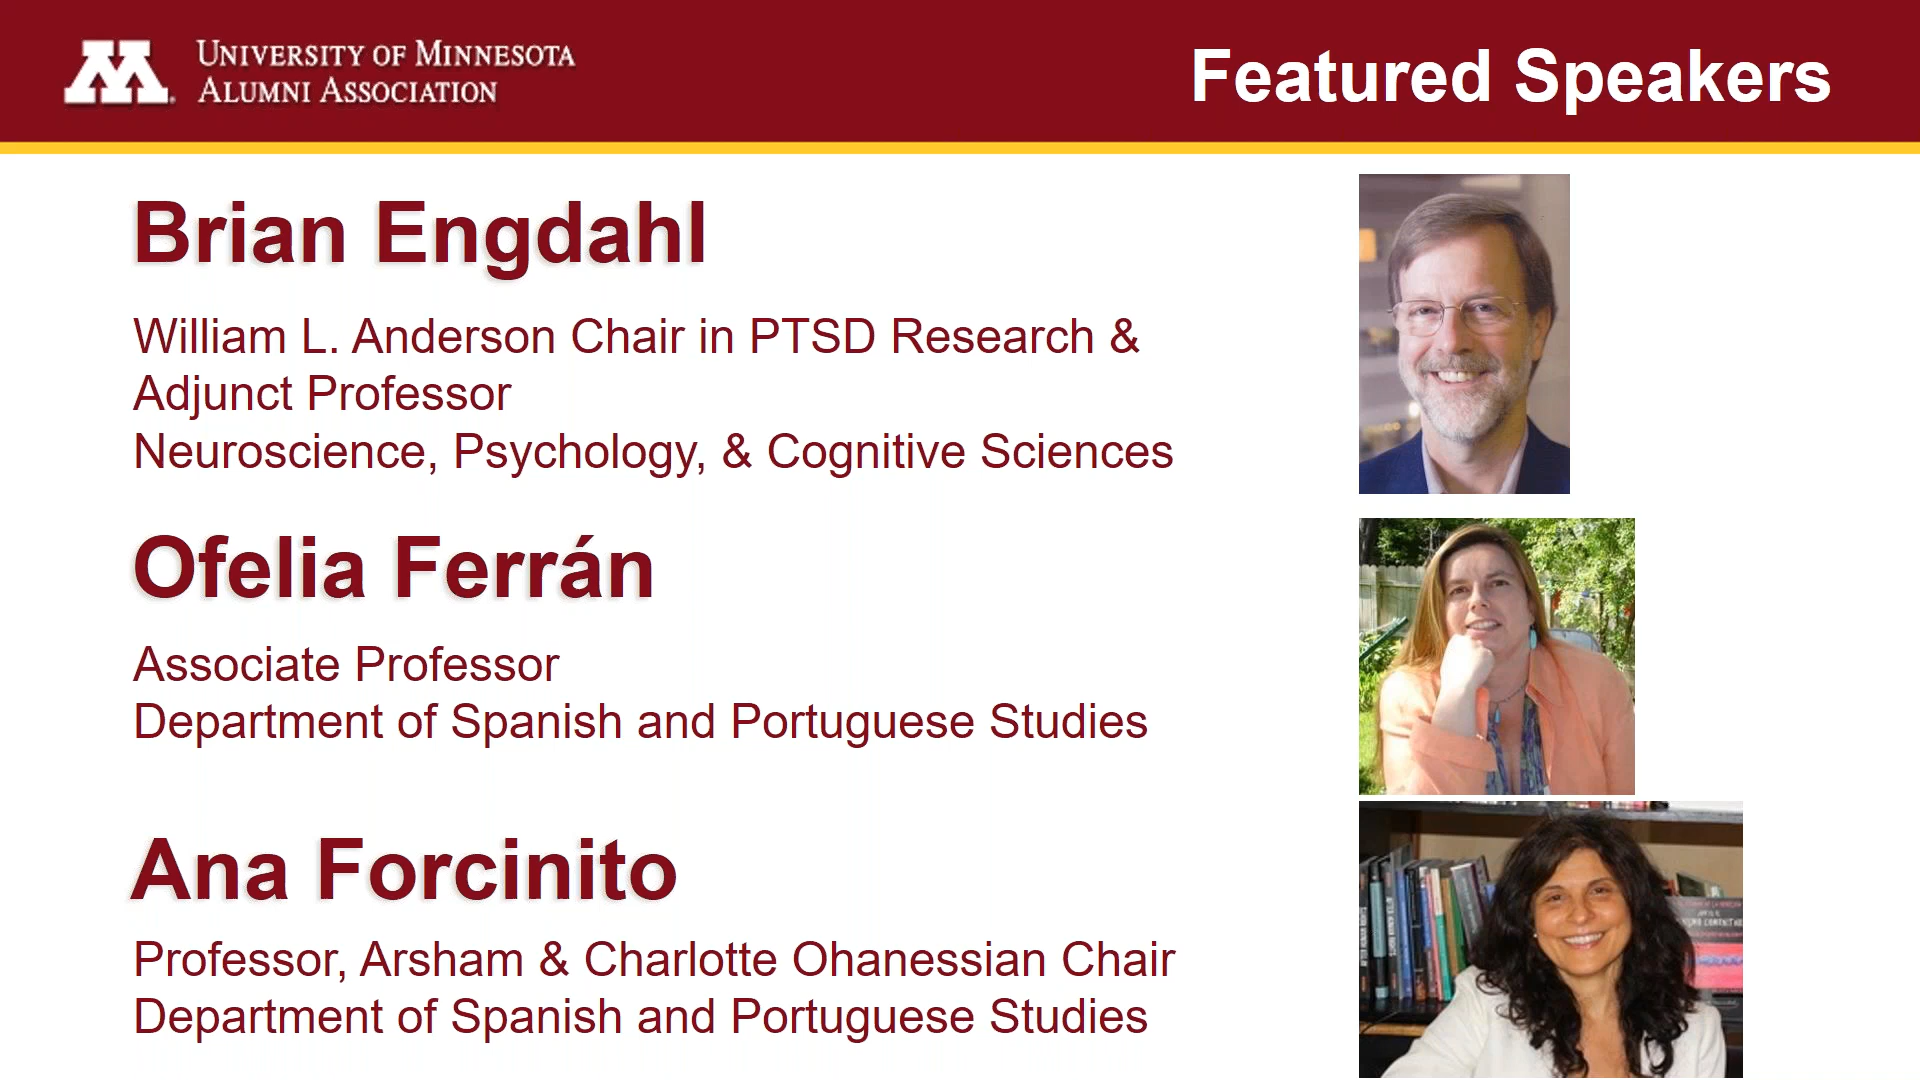 UNIVERSITY OF MINNESOTA
ALUMNI ASSOCIATION
Featured Speakers
Brian Engdahl
William L. Anderson Chair in PTSD Research &
Adjunct Professor
Neuroscience, Psychology, & Cognitive Sciences
Ofelia Ferrán
Associate Professor
Department of Spanish and Portuguese Studies
Ana Forcinito
Professor, Arsham & Charlotte Ohanessian Chair
Department of Spanish and Portuguese Studies